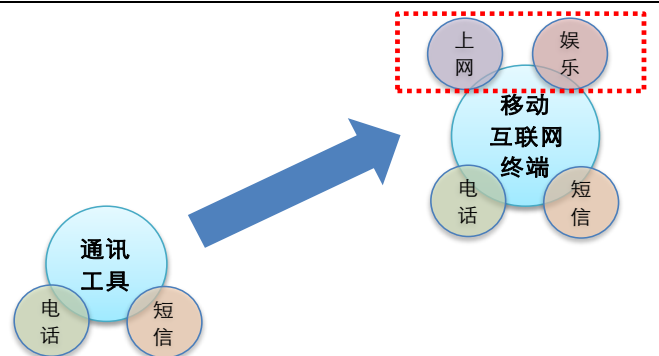 上
网
娱
乐
移动
互联网
终端
电
话
短
信
通讯
工具
电
话
短
信